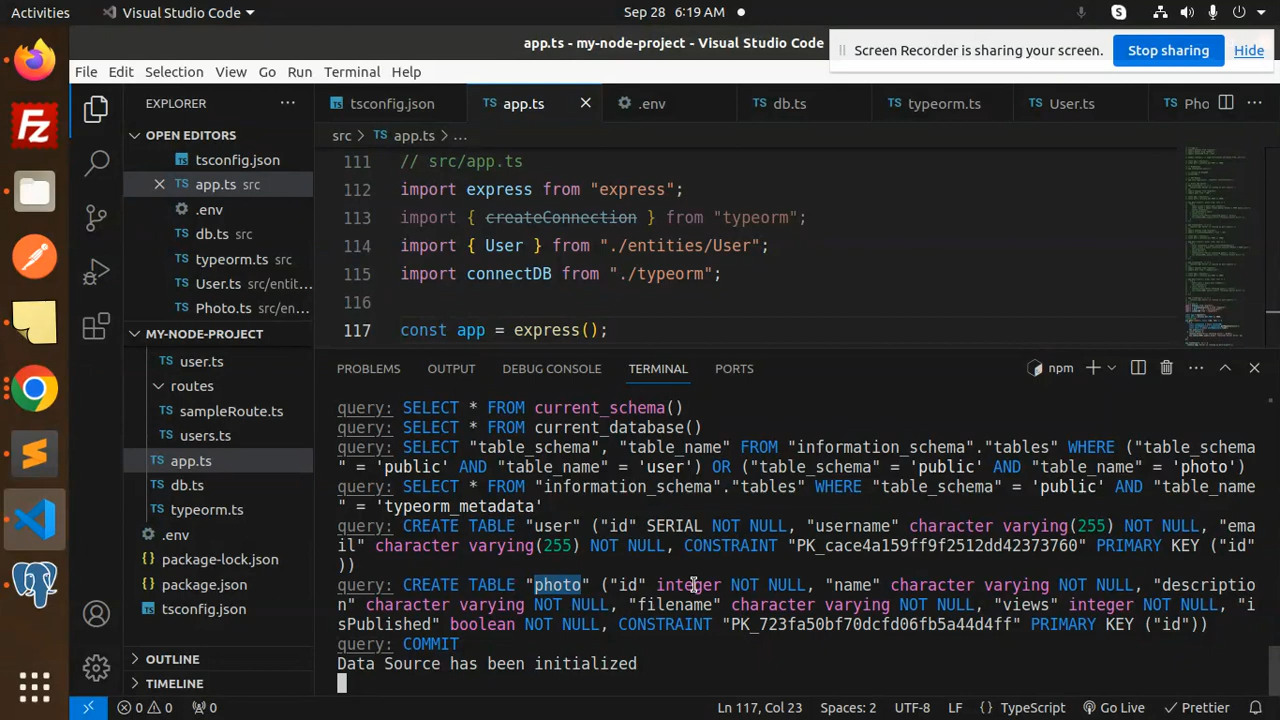 Activities
Visual Studio Code
Sep 28 6:19 AM
app.ts - my-node-project - Visual Studio Code
Screen Recorder is sharing your screen.
Stop sharing
Hide
File Edit Selection View Go Run Terminal Help
EXPLORER
tsconfig.json
app.ts
.env
db.ts
typeorm.ts
User.ts
Pho
OPEN EDITORS
tsconfig.json
app.ts src
.env
db.ts src
typeorm.ts src
User.ts src/entit...
Photo.ts src/en...
MY-NODE-PROJECT
user.ts
routes
sampleRoute.ts
users.ts
app.ts
db.ts
typeorm.ts
.env
package-lock.json
package.json
tsconfig.json
OUTLINE
TIMELINE
src > app.ts > ...
111 // src/app.ts
112 import express from "express";
113 import { createConnection } from "typeorm";
114 import { User } from "./entities/User";
115 import connectDB from "./typeorm";
116
117 const app = express();
PROBLEMS OUTPUT DEBUG CONSOLE TERMINAL PORTS
npm
query: SELECT * FROM current_schema()
query: SELECT * FROM current_database()
query: SELECT "table_schema", "table_name" FROM "information_schema"."tables" WHERE ("table_schema
" = 'public' AND "table_name" = 'user') OR ("table_schema" = 'public' AND "table_name" = 'photo')
query: SELECT * FROM "information_schema"."tables" WHERE "table_schema" = 'public' AND "table_name
" = 'typeorm_metadata'
query: CREATE TABLE "user" ("id" SERIAL NOT NULL, "username" character varying(255) NOT NULL, "ema
il" character varying(255) NOT NULL, CONSTRAINT "PK_cace4a159ff9f2512dd42373760" PRIMARY KEY ("id"
))
query: CREATE TABLE "photo" ("id" integer NOT NULL, "name" character varying NOT NULL, "descriptio
n" character varying NOT NULL, "filename" character varying NOT NULL, "views" integer NOT NULL, "i
sPublished" boolean NOT NULL, CONSTRAINT "PK_723fa50bf70dcfd06fb5a44d4ff" PRIMARY KEY ("id"))
query: COMMIT
Data Source has been initialized
0 0 0
Ln 117, Col 23
Spaces: 2
UTF-8
LF
TypeScript
Go Live
Prettier